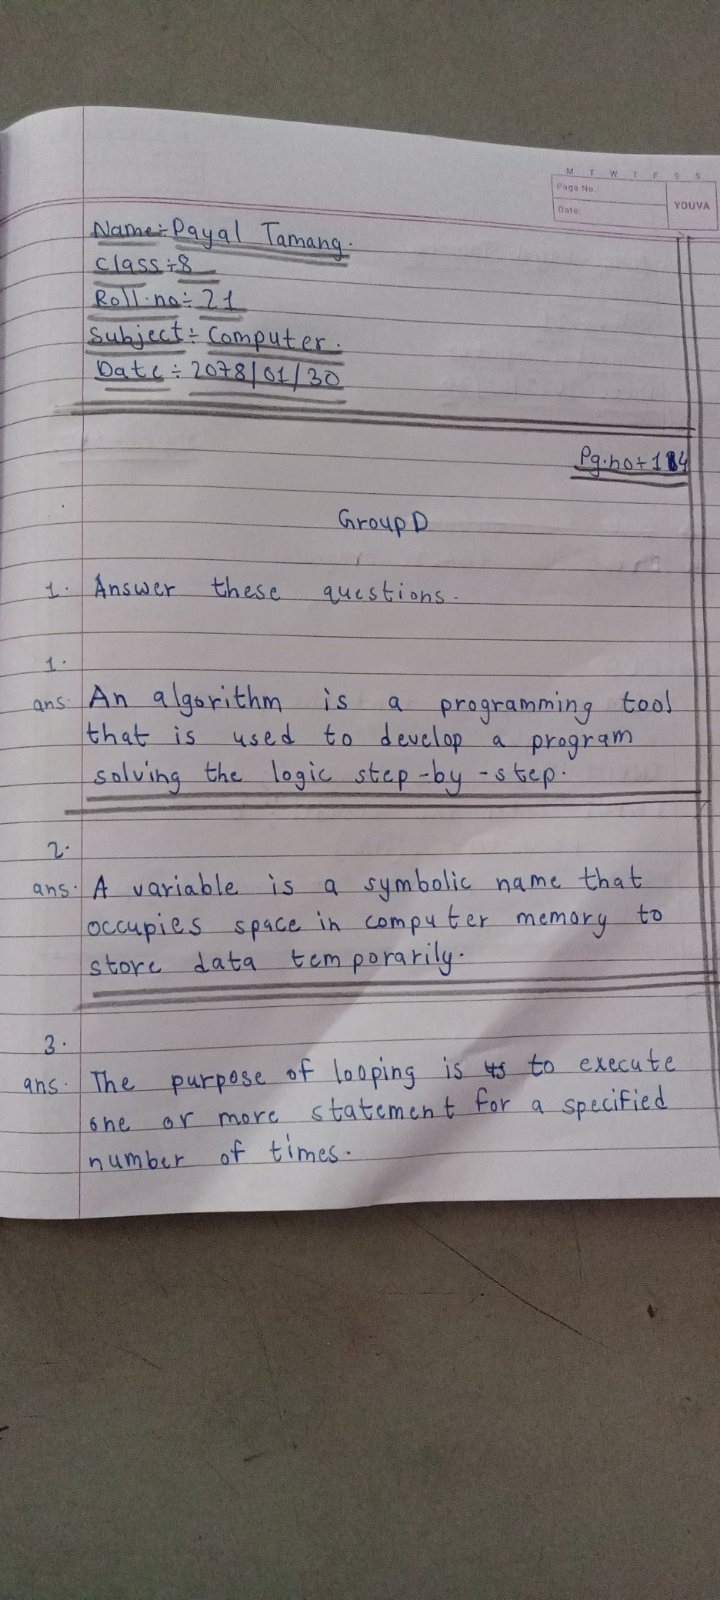 M T W T F S S
Page No.
Date:
YOUVA
Name:- Payal Tamang.
Class:- 8
Roll.no:- 21
Subject:- Computer.
Date:- 2078/01/30
Pg.no:-
Group D
1. Answer these questions.
1.
ans. An algorithm is a programming tool
that is used to develop a program
solving the logic step-by-step.
2.
ans. A variable is a symbolic name that
occupies space in computer memory to
store data temporarily.
3.
ans. The purpose of looping is to execute
one or more statement for a specified
number of times.